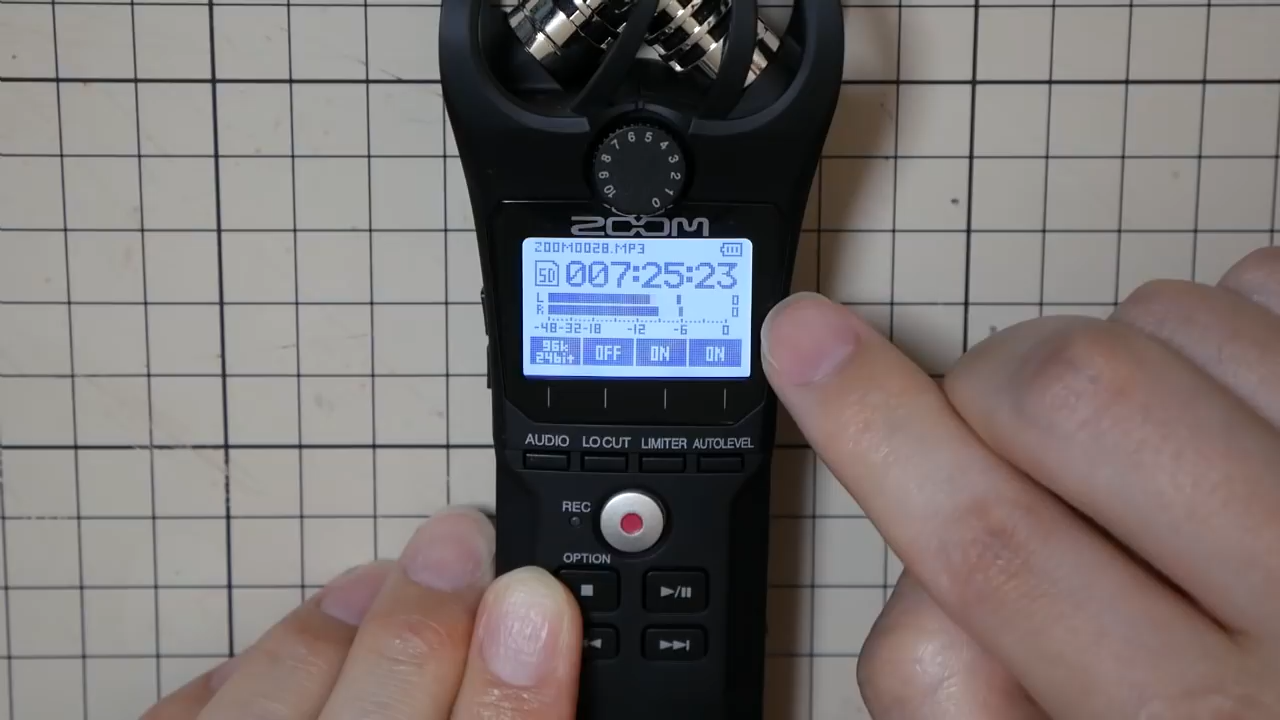 10 9 8 7 6 5 4 3 2 1 0
ZOOM
ZOOM0028.MP3
SD 007:25:23
L 0
R 0
-48-32-18 -12 -6 0
96k
24bit OFF ON ON
AUDIO LO CUT LIMITER AUTOLEVEL
REC
OPTION